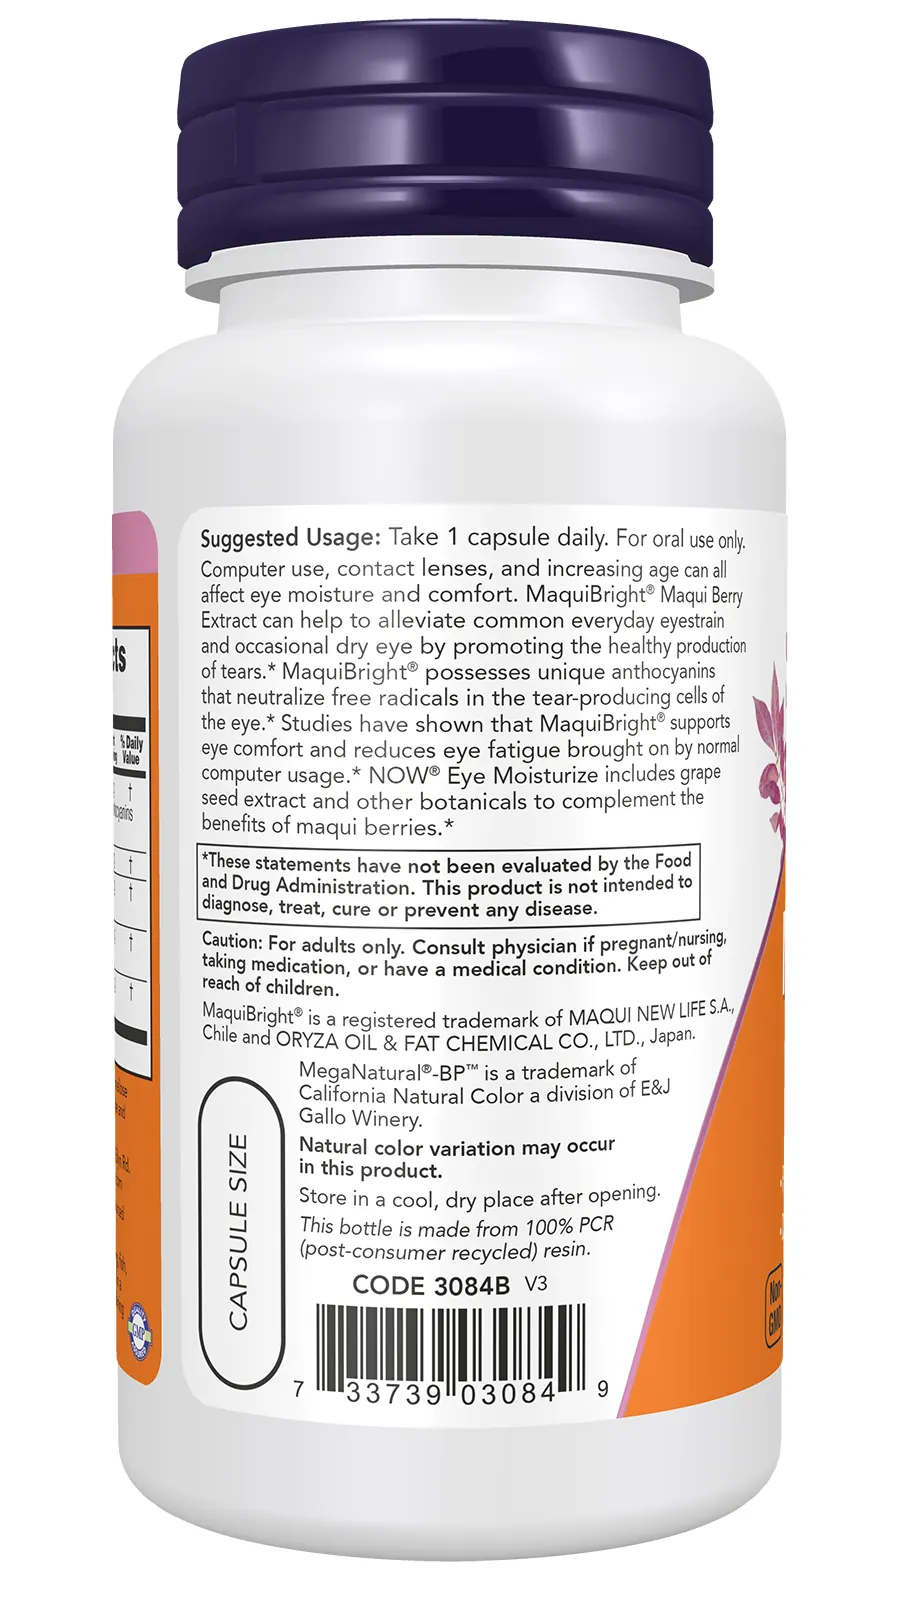 Suggested Usage: Take 1 capsule daily. For oral use only.
Computer use, contact lenses, and increasing age can all
affect eye moisture and comfort. MaquiBright® Maqui Berry
Extract can help to alleviate common everyday eyestrain
and occasional dry eye by promoting the healthy production
of tears.* MaquiBright® possesses unique anthocyanins
that neutralize free radicals in the tear-producing cells of
the eye.* Studies have shown that MaquiBright® supports
eye comfort and reduces eye fatigue brought on by normal
computer usage.* NOW® Eye Moisturize includes grape
seed extract and other botanicals to complement the
benefits of maqui berries.*
*These statements have not been evaluated by the Food
and Drug Administration. This product is not intended to
diagnose, treat, cure or prevent any disease.
Caution: For adults only. Consult physician if pregnant/nursing,
taking medication, or have a medical condition. Keep out of
reach of children.
MaquiBright® is a registered trademark of MAQUI NEW LIFE S.A.,
Chile and ORYZA OIL & FAT CHEMICAL CO., LTD., Japan.
MegaNatural®-BP™ is a trademark of
California Natural Color a division of E&J
Gallo Winery.
Natural color variation may occur
in this product.
Store in a cool, dry place after opening.
This bottle is made from 100% PCR
(post-consumer recycled) resin.
CAPSULE SIZE
CODE 3084B V3
7 33739 03084 9
% Daily
Value
†
†
†
†
†
GMP
Non-
GMO